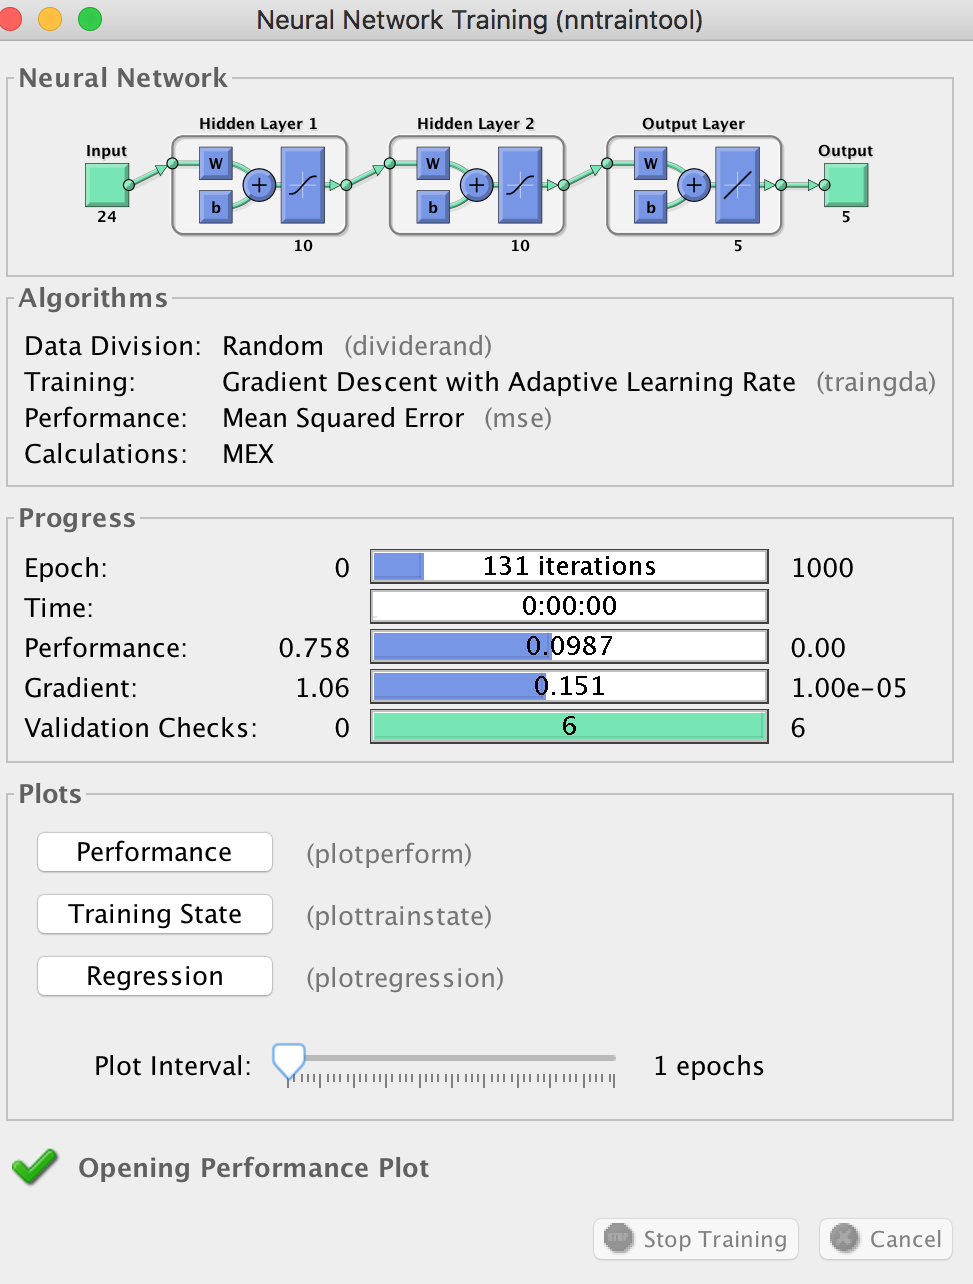 Neural Network Training (nntraintool)
Neural Network
Hidden Layer 1 Hidden Layer 2 Output Layer
Input Output
W W W
b b b
24 5
10 10 5
Algorithms
Data Division: Random (dividerand)
Training: Gradient Descent with Adaptive Learning Rate (traingda)
Performance: Mean Squared Error (mse)
Calculations: MEX
Progress
Epoch: 0 131 iterations 1000
Time: 0:00:00
Performance: 0.758 0.0987 0.00
Gradient: 1.06 0.151 1.00e-05
Validation Checks: 0 6 6
Plots
Performance (plotperform)
Training State (plottrainstate)
Regression (plotregression)
Plot Interval: 1 epochs
Opening Performance Plot
STOP Stop Training Cancel